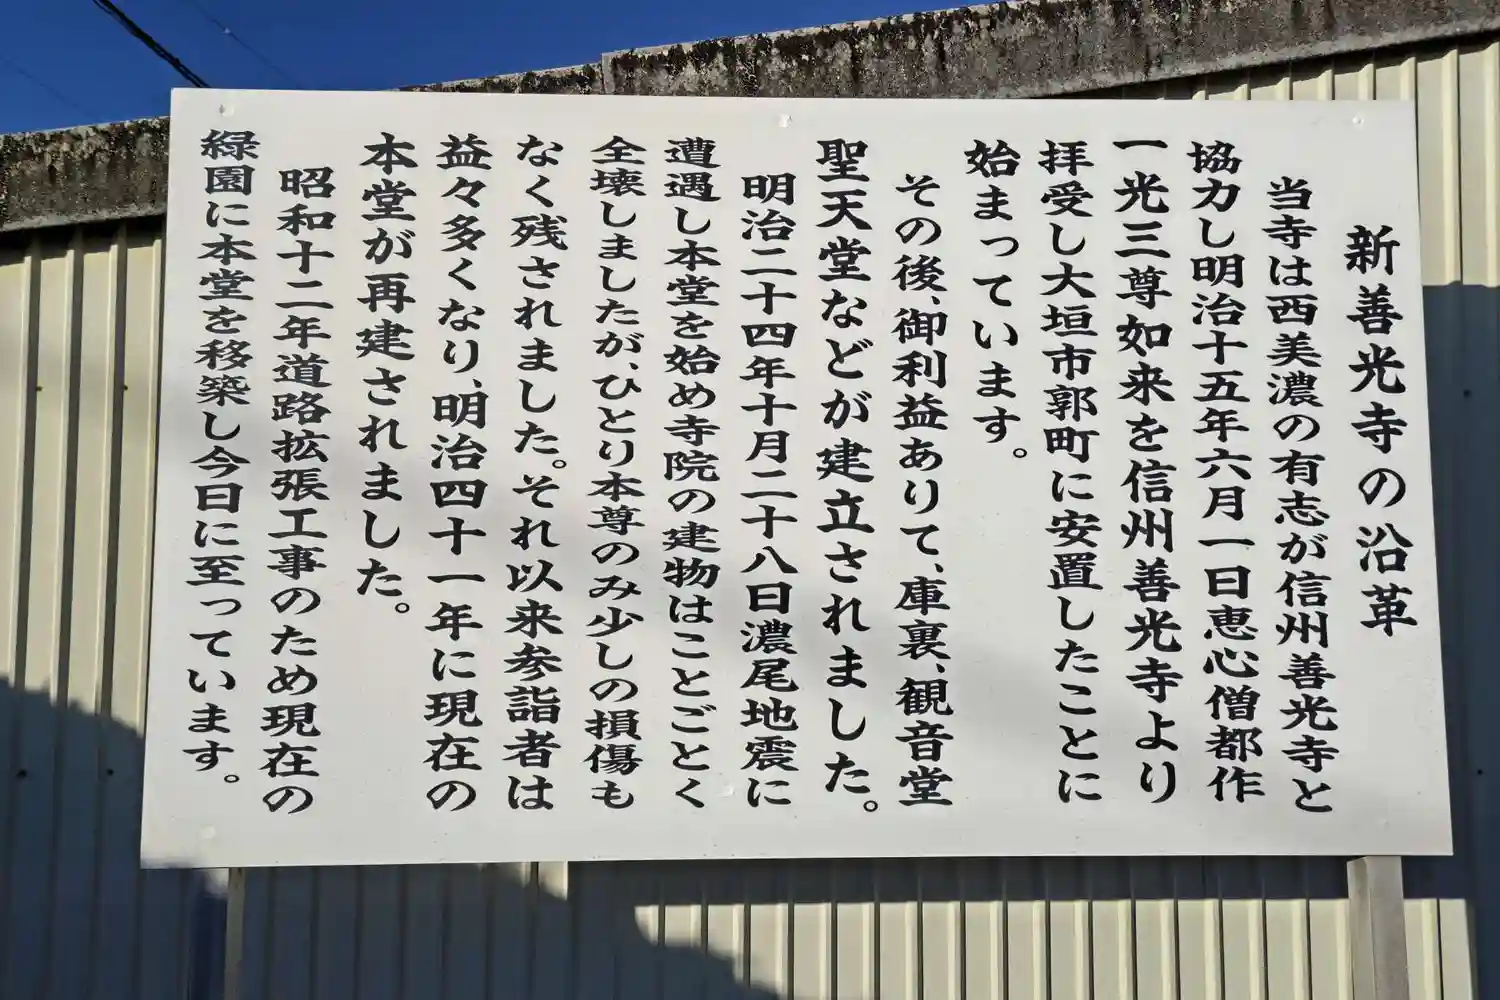 新善光寺の沿革
当寺は西美濃の有志が信州善光寺と
協力し明治十五年六月一日恵心僧都作
一光三尊如来を信州善光寺より
拝受し大垣市郭町に安置したことに
始まっています。
その後、御利益ありて、庫裏、観音堂
聖天堂などが建立されました。
明治二十四年十月二十八日濃尾地震に
遭遇し本堂を始め寺院の建物はことごとく
全壊しましたが、ひとり本尊のみ少しの損傷も
なく残されました。それ以来参詣者は
益々多くなり、明治四十一年に現在の
本堂が再建されました。
昭和十二年道路拡張工事のため現在の
緑園に本堂を移築し今日に至っています。